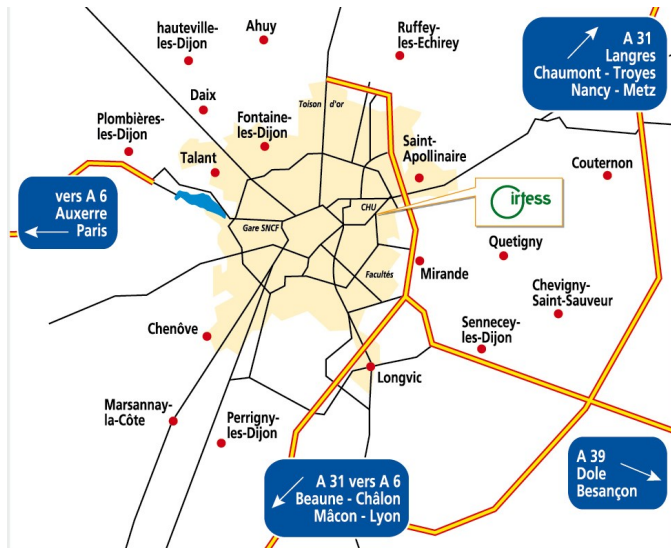 hauteville-
les-Dijon
Ahuy
Ruffey
-les-Echirey
A 31
Langres
Chaumont - Troyes
Nancy - Metz
Daix
Toison d'or
Plombières-
les-Dijon
Fontaine-
les-Dijon
Talant
Saint-
Apollinaire
Couternon
vers A 6
Auxerre
Paris
CHU
irtess
Gare SNCF
Quetigny
Facultés
Mirande
Chevigny-
Saint-Sauveur
Chenôve
Sennecey
-les-Dijon
Longvic
Marsannay-
la-Côte
Perrigny
-les-Dijon
A 31 vers A 6
Beaune - Châlon
Mâcon - Lyon
A 39
Dole
Besançon